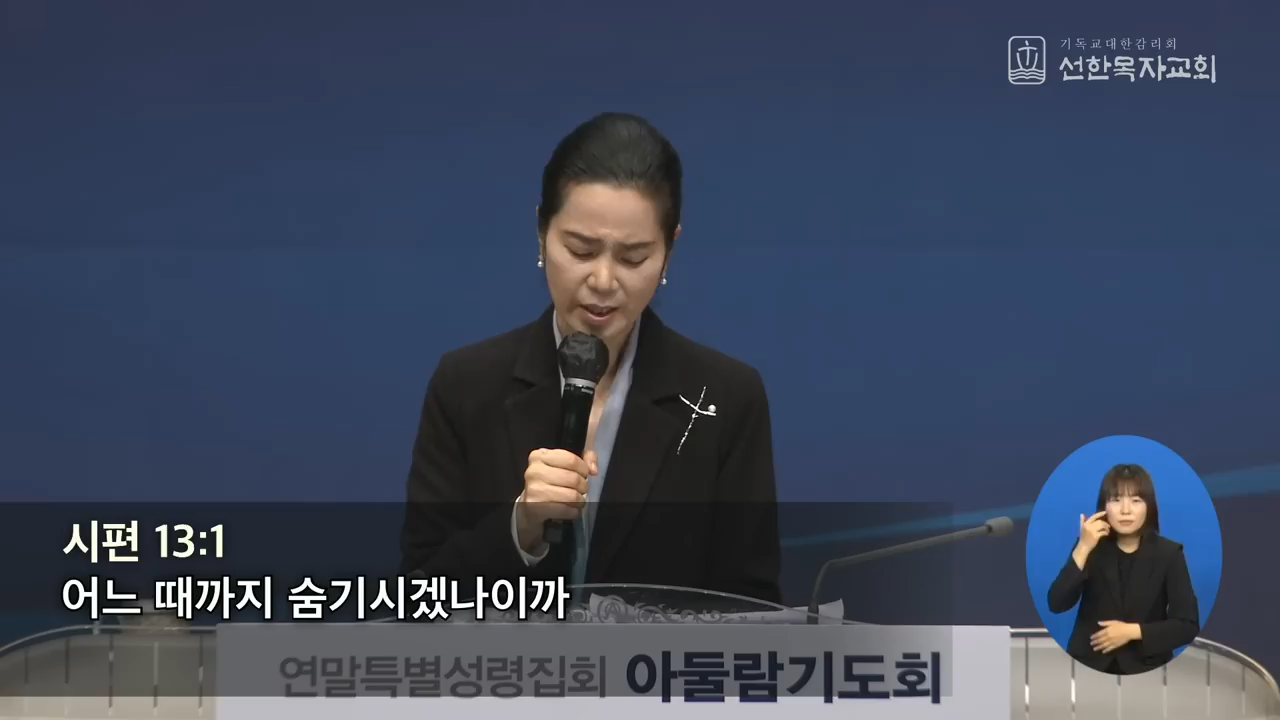 기독교대한감리회
선한목자교회
시편 13:1
어느 때까지 숨기시겠나이까
연말특별성령집회 아둘람기도회